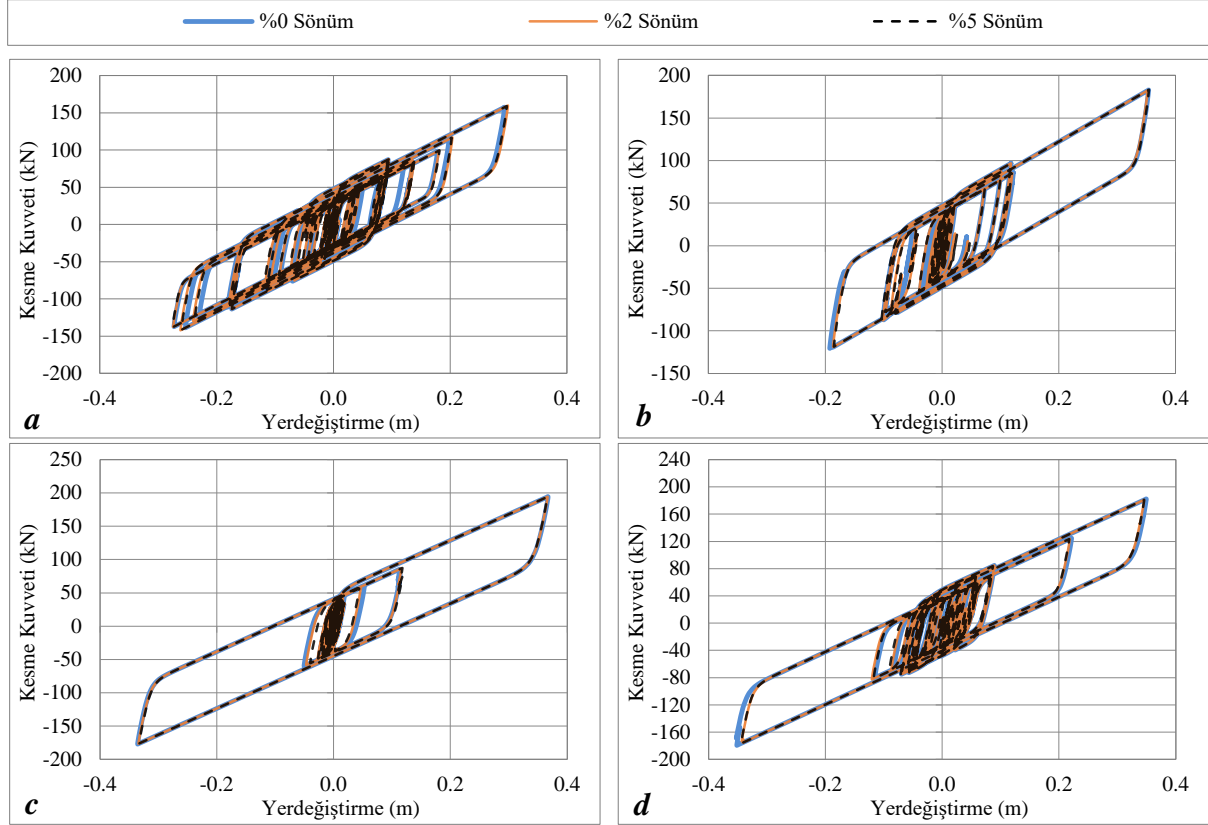 %0 Sönüm %2 Sönüm %5 Sönüm
200
150
100
50
0
-50
-100
-150
-200
Kesme Kuvveti (kN)
-0.4 -0.2 0.0 0.2 0.4
Yerdeğiştirme (m)
a
200
150
100
50
0
-50
-100
-150
Kesme Kuvveti (kN)
-0.4 -0.2 0.0 0.2 0.4
Yerdeğiştirme (m)
b
250
200
150
100
50
0
-50
-100
-150
-200
Kesme Kuvveti (kN)
-0.4 -0.2 0.0 0.2 0.4
Yerdeğiştirme (m)
c
240
200
160
120
80
40
0
-40
-80
-120
-160
-200
Kesme Kuvveti (kN)
-0.4 -0.2 0.0 0.2 0.4
Yerdeğiştirme (m)
d